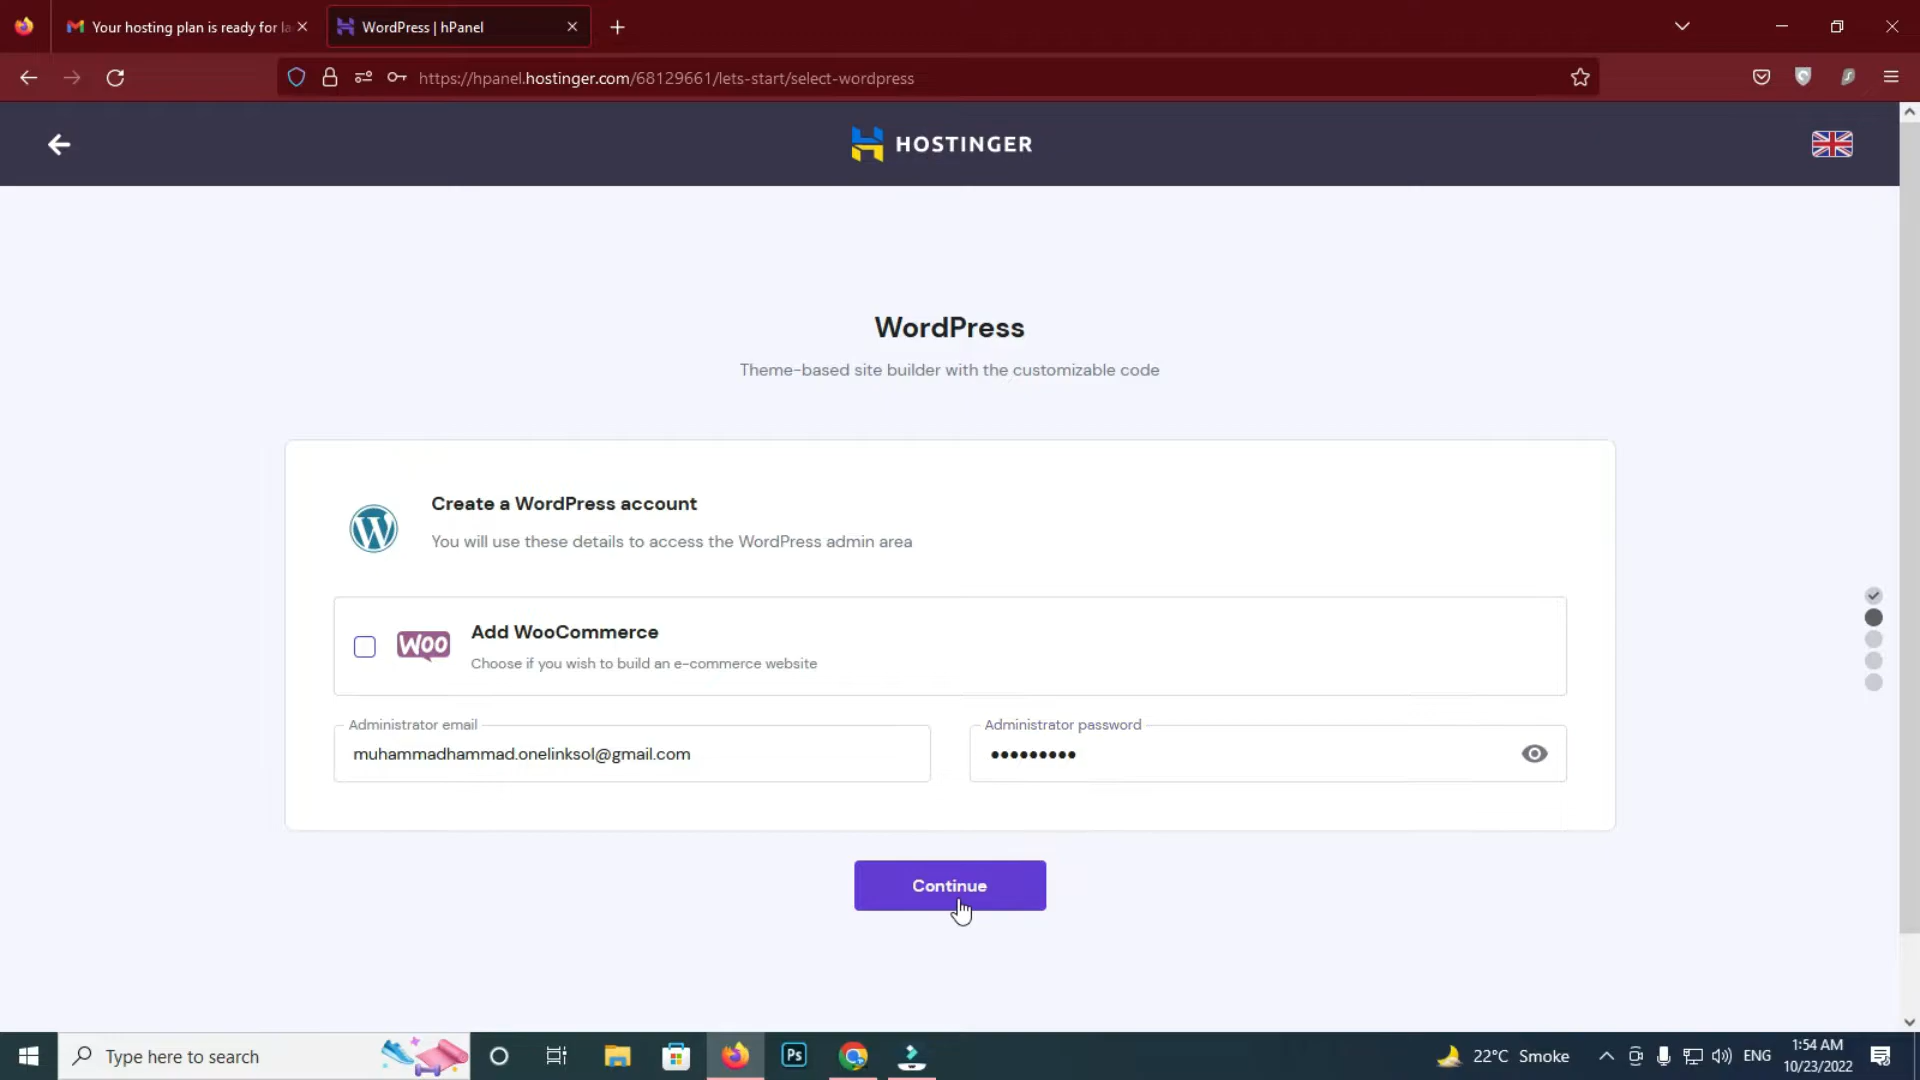 Your hosting plan is ready for la
WordPress | hPanel
https://hpanel.hostinger.com/68129661/lets-start/select-wordpress
HOSTINGER
WordPress
Theme-based site builder with the customizable code
Create a WordPress account
You will use these details to access the WordPress admin area
WOO
Add WooCommerce
Choose if you wish to build an e-commerce website
Administrator email
muhammadhammad.onelinksol@gmail.com
Administrator password
•••••••••
Continue
Type here to search
Ps
22°C Smoke
ENG
1:54 AM
10/23/2022